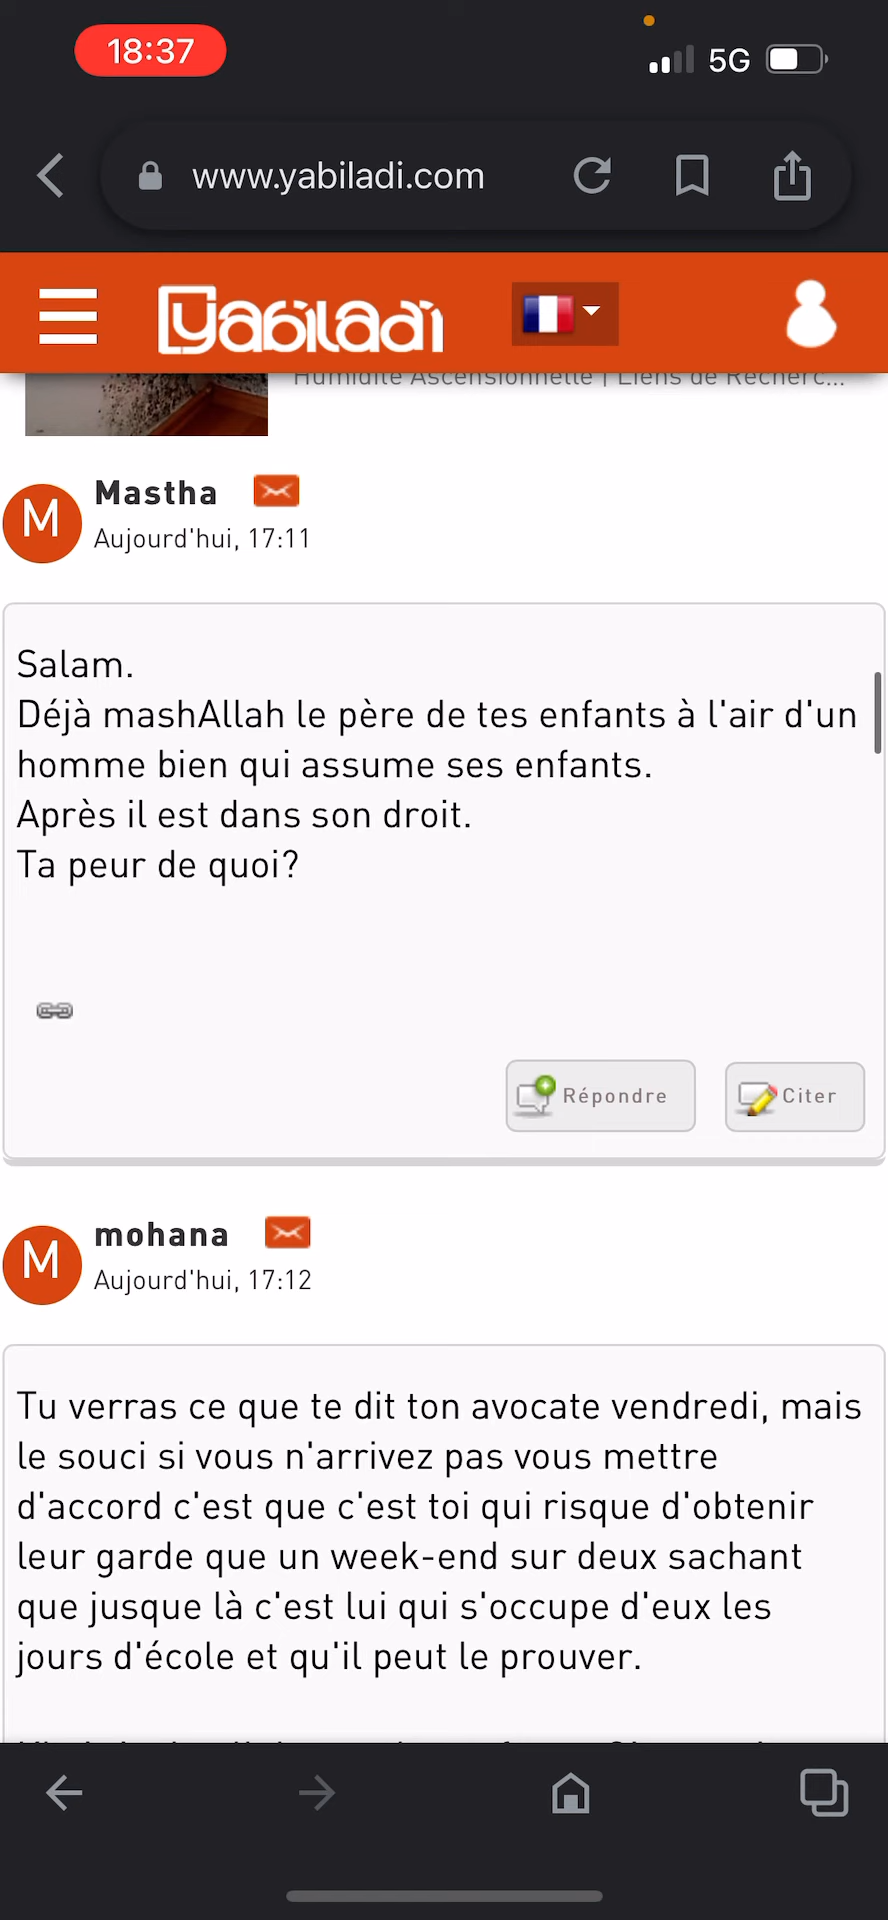 18:37
5G
www.yabiladi.com
yabiladi
Humidité Ascensionnelle | Liens de Recherc...
M
Mastha
Aujourd'hui, 17:11
Salam.
Déjà mashAllah le père de tes enfants à l'air d'un
homme bien qui assume ses enfants.
Après il est dans son droit.
Ta peur de quoi?
Répondre
Citer
M
mohana
Aujourd'hui, 17:12
Tu verras ce que te dit ton avocate vendredi, mais
le souci si vous n'arrivez pas vous mettre
d'accord c'est que c'est toi qui risque d'obtenir
leur garde que un week-end sur deux sachant
que jusque là c'est lui qui s'occupe d'eux les
jours d'école et qu'il peut le prouver.